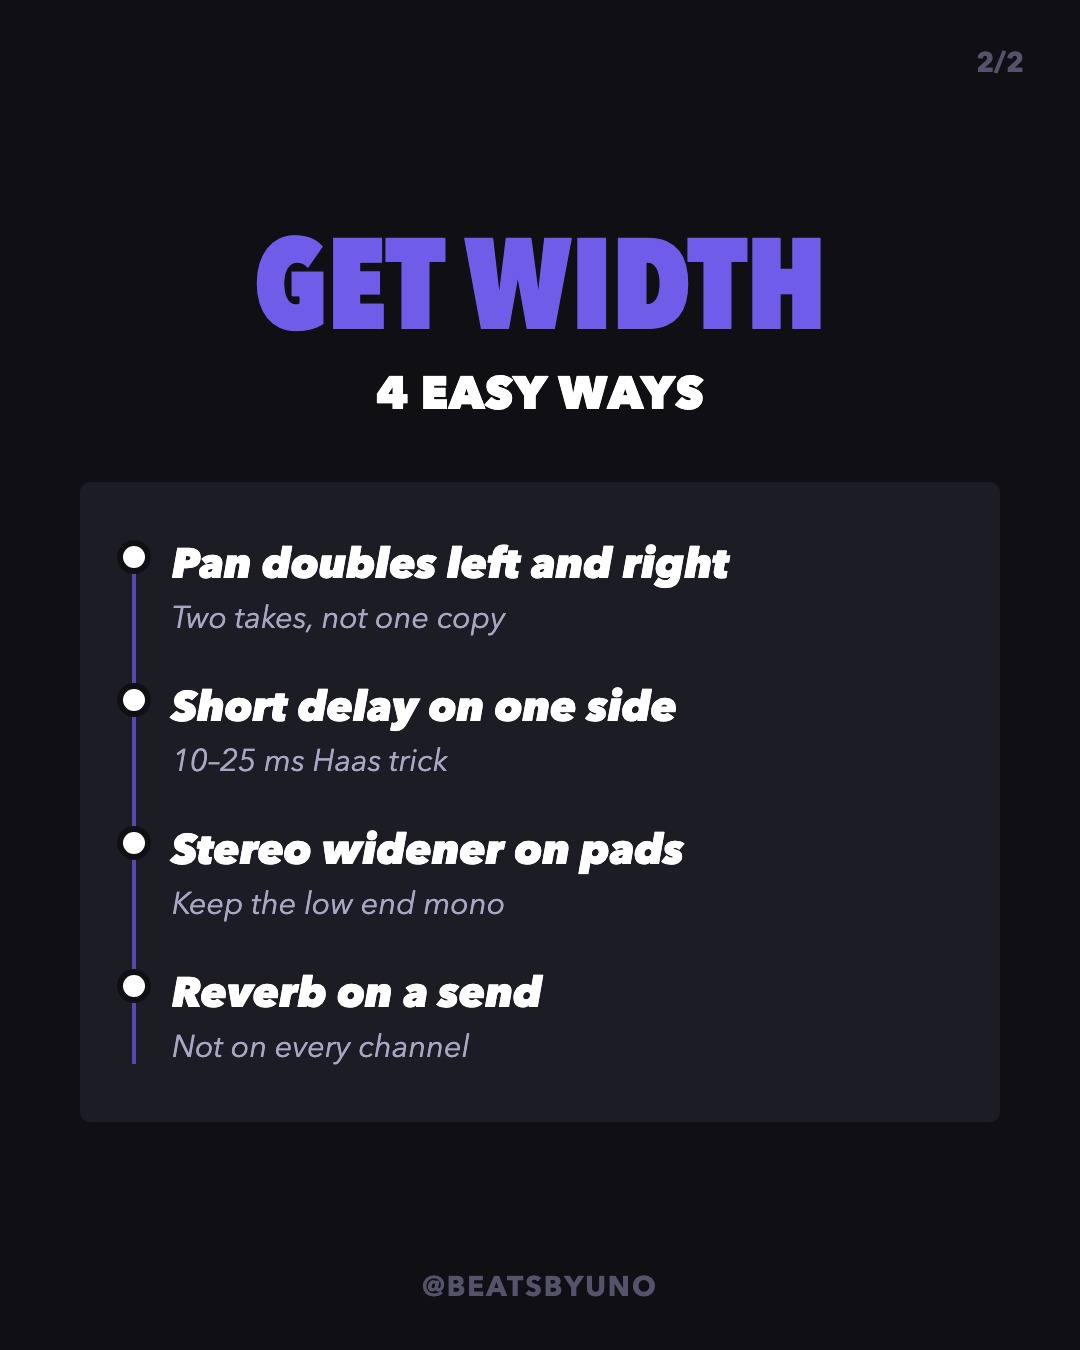 2/2
GET WIDTH
4 EASY WAYS
Pan doubles left and right
Two takes, not one copy
Short delay on one side
10–25 ms Haas trick
Stereo widener on pads
Keep the low end mono
Reverb on a send
Not on every channel
@BEATSBYUNO